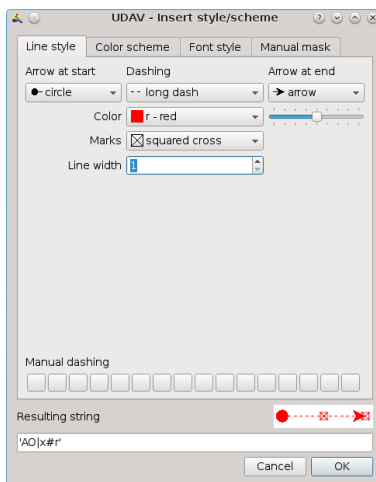 UDAV - Insert style/scheme
Line style Color scheme Font style Manual mask
Arrow at start Dashing Arrow at end
circle -- long dash arrow
Color r - red
Marks squared cross
Line width 1
Manual dashing
Resulting string
'AO|x#r'
Cancel OK